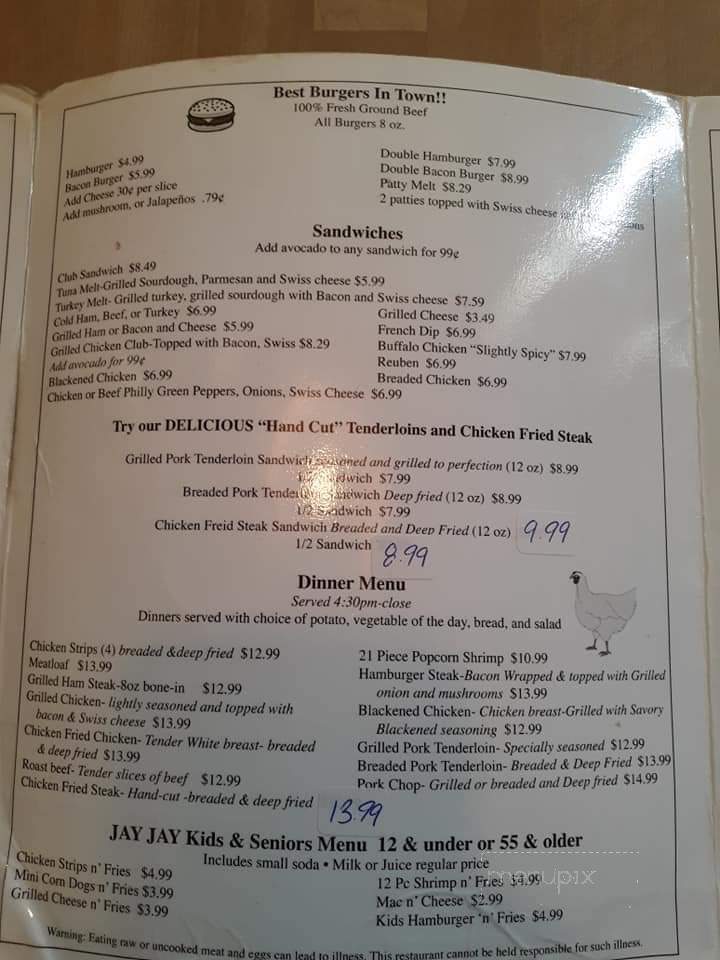 Best Burgers In Town!!
100% Fresh Ground Beef
All Burgers 8 oz.
Hamburger $4.99
Bacon Burger $5.99
Add Cheese 30¢ per slice
Add mushroom, or Jalapeños .79¢
Double Hamburger $7.99
Double Bacon Burger $8.99
Patty Melt $8.29
2 patties topped with Swiss cheese
Sandwiches
Add avocado to any sandwich for 99¢
Club Sandwich $8.49
Tuna Melt-Grilled Sourdough, Parmesan and Swiss cheese $5.99
Turkey Melt- Grilled turkey, grilled sourdough with Bacon and Swiss cheese $7.59
Cold Ham, Beef, or Turkey $6.99
Grilled Ham or Bacon and Cheese $5.99
Grilled Chicken Club-Topped with Bacon, Swiss $8.29
Add avocado for 99¢
Blackened Chicken $6.99
Grilled Cheese $3.49
French Dip $6.99
Buffalo Chicken "Slightly Spicy" $7.99
Reuben $6.99
Breaded Chicken $6.99
Chicken or Beef Philly Green Peppers, Onions, Swiss Cheese $6.99
Try our DELICIOUS "Hand Cut" Tenderloins and Chicken Fried Steak
Grilled Pork Tenderloin Sandwich seasoned and grilled to perfection (12 oz) $8.99
1/2 Sandwich $7.99
Breaded Pork Tenderloin Sandwich Deep fried (12 oz) $8.99
1/2 Sandwich $7.99
Chicken Freid Steak Sandwich Breaded and Deep Fried (12 oz) 9.99
1/2 Sandwich 8.99
Dinner Menu
Served 4:30pm-close
Dinners served with choice of potato, vegetable of the day, bread, and salad
Chicken Strips (4) breaded &deep fried $12.99
Meatloaf $13.99
Grilled Ham Steak-8oz bone-in $12.99
Grilled Chicken- lightly seasoned and topped with
bacon & Swiss cheese $13.99
Chicken Fried Chicken- Tender White breast- breaded
& deep fried $13.99
Roast beef- Tender slices of beef $12.99
Chicken Fried Steak- Hand-cut -breaded & deep fried 13.99
21 Piece Popcorn Shrimp $10.99
Hamburger Steak-Bacon Wrapped & topped with Grilled
onion and mushrooms $13.99
Blackened Chicken- Chicken breast-Grilled with Savory
Blackened seasoning $12.99
Grilled Pork Tenderloin- Specially seasoned $12.99
Breaded Pork Tenderloin- Breaded & Deep Fried $13.99
Pork Chop- Grilled or breaded and Deep fried $14.99
JAY JAY Kids & Seniors Menu 12 & under or 55 & older
Includes small soda • Milk or Juice regular price
Chicken Strips n' Fries $4.99
Mini Corn Dogs n' Fries $3.99
Grilled Cheese n' Fries $3.99
12 Pc Shrimp n' Fries $4.99
Mac n' Cheese $2.99
Kids Hamburger 'n' Fries $4.99
menupix
Warning: Eating raw or uncooked meat and eggs can lead to illness. This restaurant cannot be held responsible for such illness.